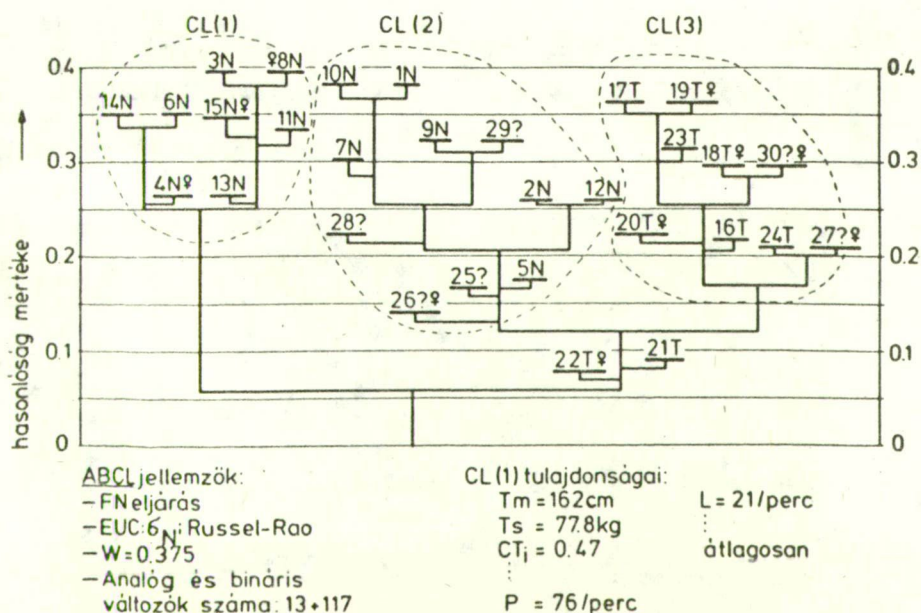 CL(1) CL(2) CL(3)
0.4 3N ♀8N 10N 1N 17T 19T♀ 0.4
14N 6N 15N♀ 11N 9N 29? 23T
0.3 7N 18T♀ 30?♀ 0.3
4N♀ 13N 2N 12N
28? 20T♀ 16T 24T 27?♀
0.2 25? 5N 0.2
26?♀
0.1 22T♀ 21T 0.1
0 0
hasonlóság mértéke
ABCL jellemzők:
– FN eljárás
– EUC:σN; Russel-Rao
– W = 0.375
– Analóg és bináris
változók száma: 13+117
CL(1) tulajdonságai:
Tm = 162cm L = 21/perc
Ts = 77.8kg
CTi = 0.47 átlagosan
P = 76/perc